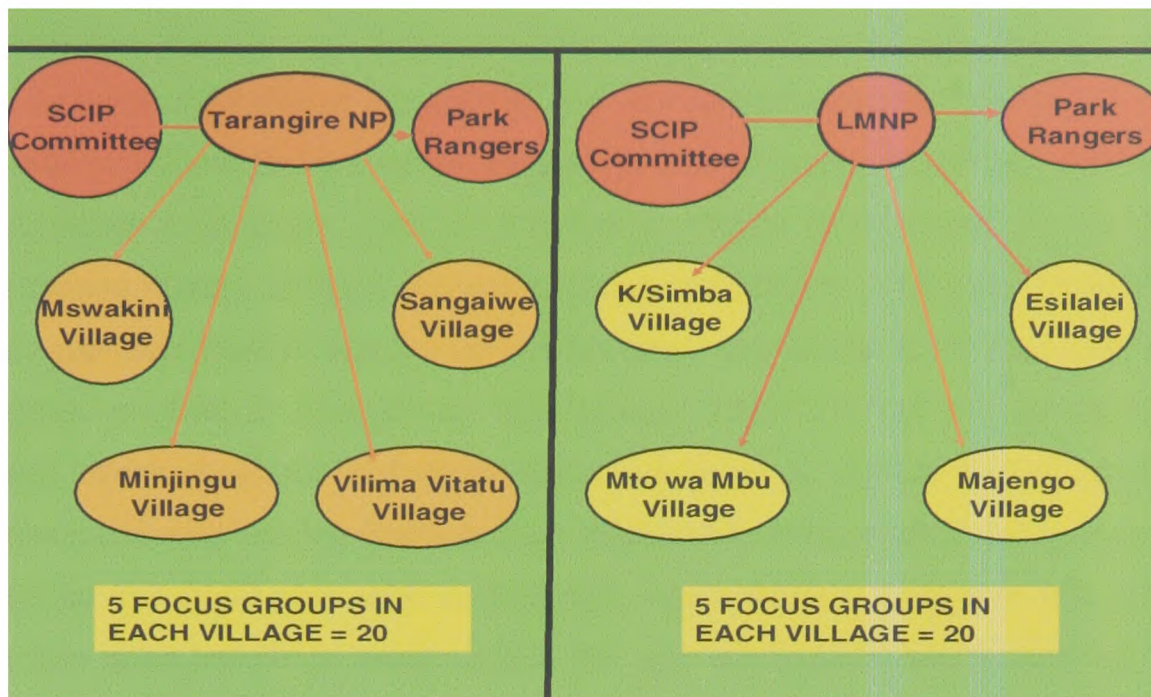 SCIP
Committee
Tarangire NP
Park
Rangers
Mswakini
Village
Sangaiwe
Village
Minjingu
Village
Vilima Vitatu
Village
5 FOCUS GROUPS IN
EACH VILLAGE = 20
SCIP
Committee
LMNP
Park
Rangers
K/Simba
Village
Esilalei
Village
Mto wa Mbu
Village
Majengo
Village
5 FOCUS GROUPS IN
EACH VILLAGE = 20